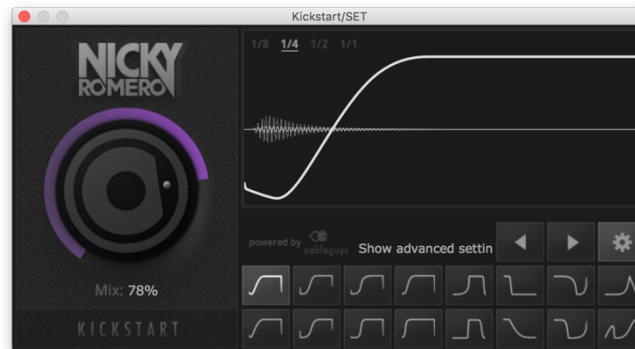 Kickstart/SET
1/8 1/4 1/2 1/1
NICKY
ROMERO
powered by cableguys
Show advanced settin
Mix: 78%
KICKSTART